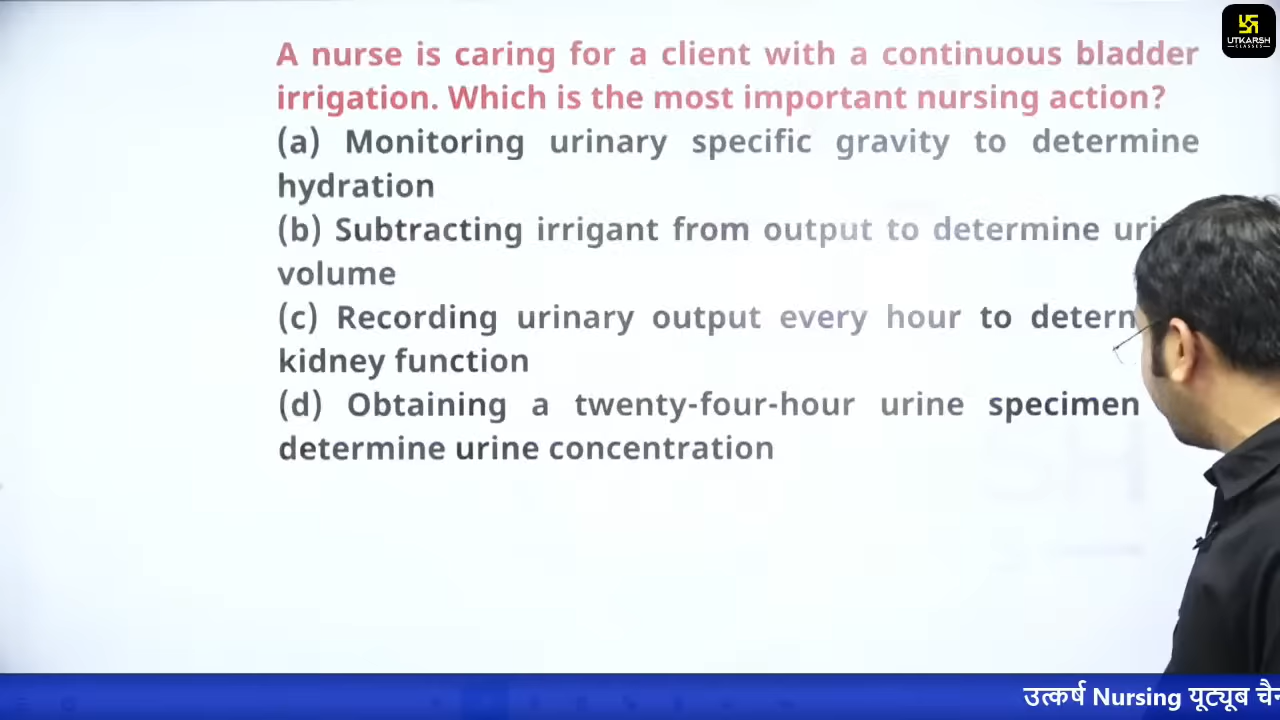 UTKARSH
CLASSES
A nurse is caring for a client with a continuous bladder
irrigation. Which is the most important nursing action?
(a) Monitoring urinary specific gravity to determine
hydration
(b) Subtracting irrigant from output to determine
volume
(c) Recording urinary output every hour to
kidney function
(d) Obtaining a twenty-four-hour urine specimen
determine urine concentration
उत्कर्ष Nursing यूट्यूब